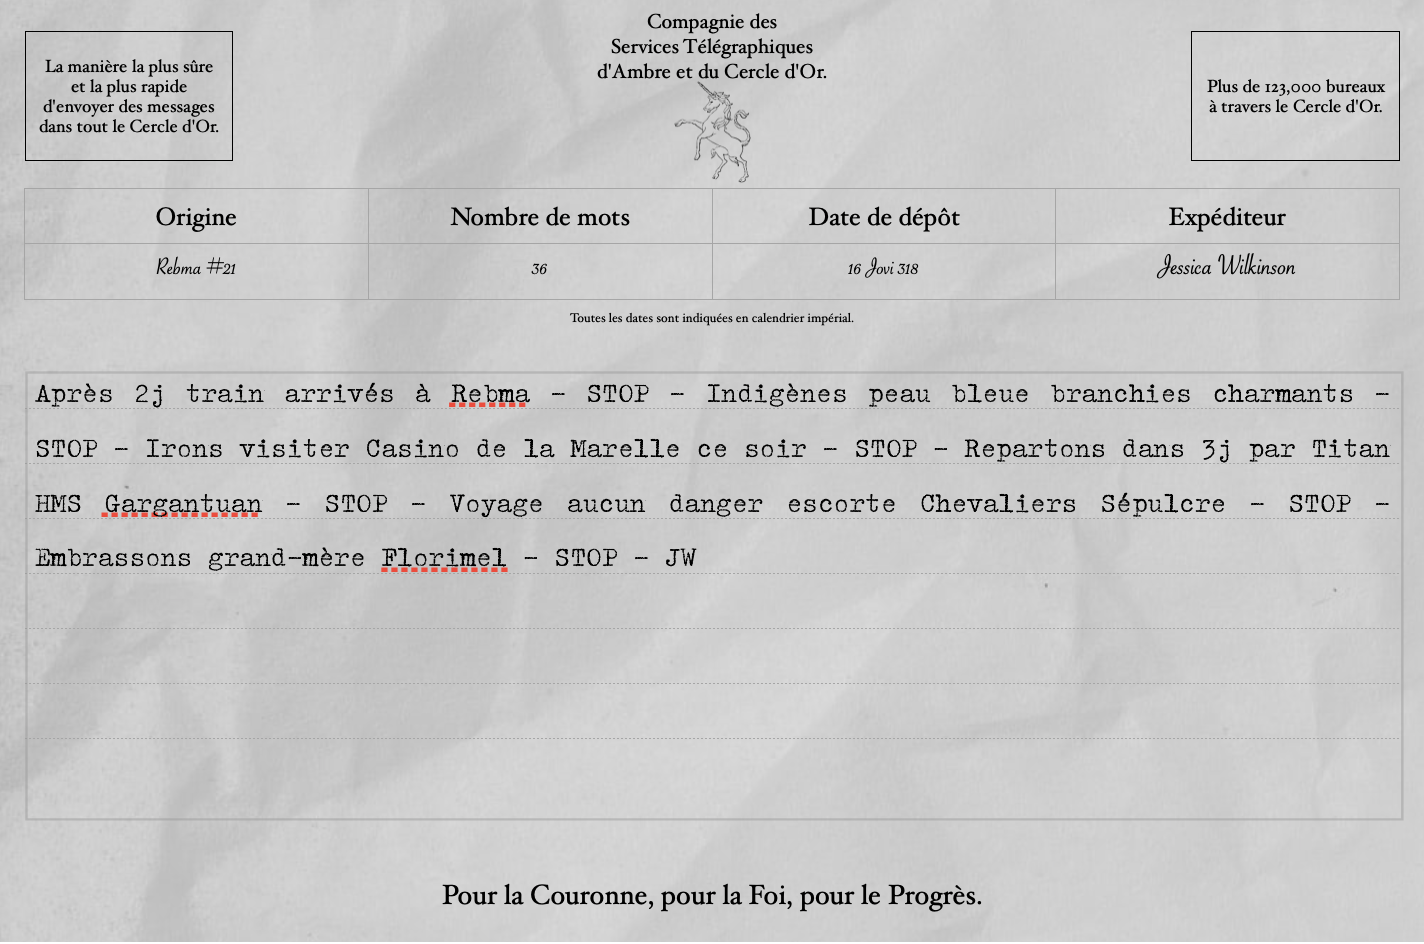 Compagnie des
Services Télégraphiques
d'Ambre et du Cercle d'Or.
La manière la plus sûre
et la plus rapide
d'envoyer des messages
dans tout le Cercle d'Or.
Plus de 123,000 bureaux
à travers le Cercle d'Or.
Origine Nombre de mots Date de dépôt Expéditeur
Rebma #21 36 16 Jovi 318 Jessica Wilkinson
Toutes les dates sont indiquées en calendrier impérial.
Après 2j train arrivés à Rebma - STOP - Indigènes peau bleue branchies charmants -
STOP - Irons visiter Casino de la Marelle ce soir - STOP - Repartons dans 3j par Titan
HMS Gargantuan - STOP - Voyage aucun danger escorte Chevaliers Sépulcre - STOP -
Embrassons grand-mère Florimel - STOP - JW
Pour la Couronne, pour la Foi, pour le Progrès.